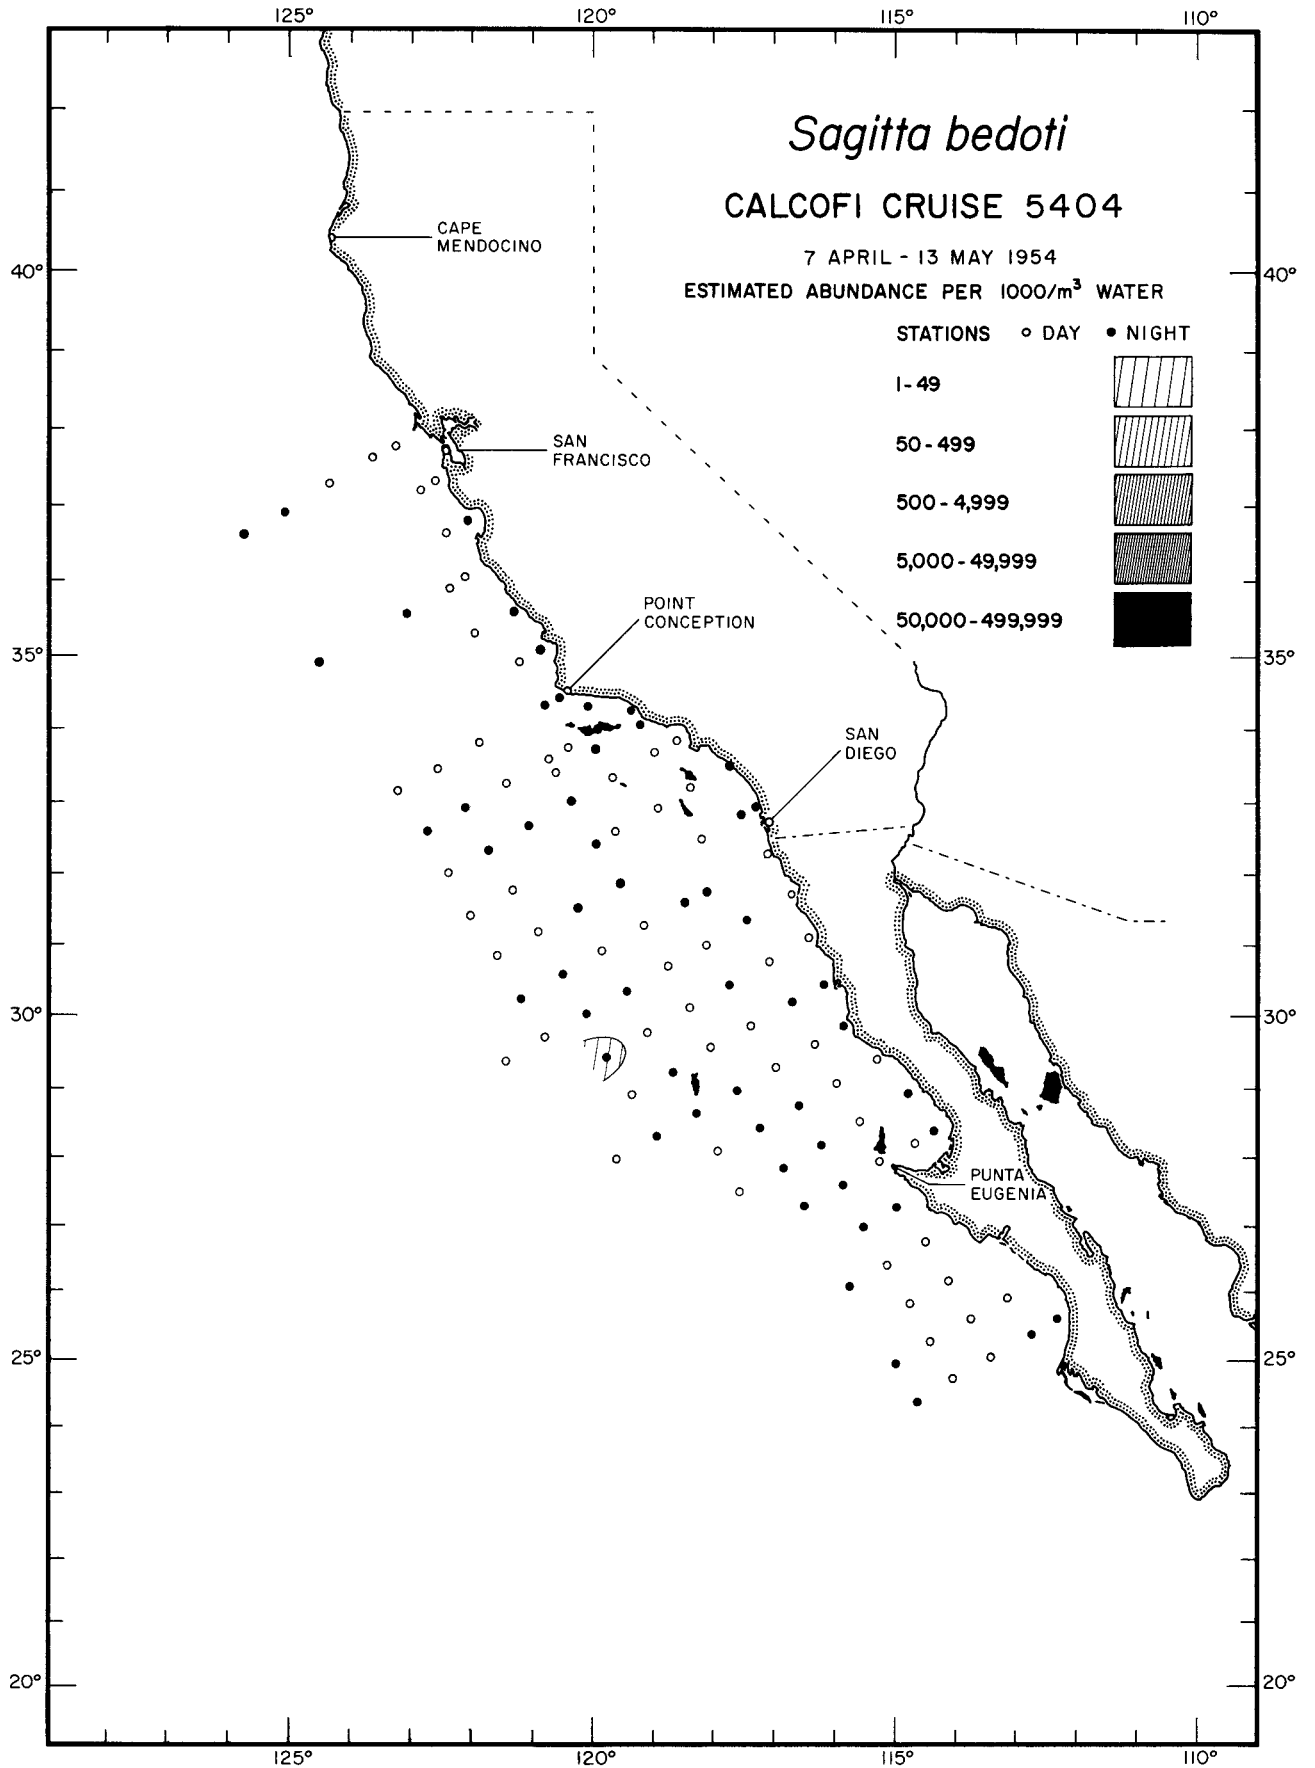 125° 120° 115° 110°
Sagitta bedoti
CALCOFI CRUISE 5404
7 APRIL - 13 MAY 1954
ESTIMATED ABUNDANCE PER 1000/m³ WATER
STATIONS ○ DAY ● NIGHT
1-49
50-499
500-4,999
5,000-49,999
50,000-499,999
CAPE
MENDOCINO
40° 40°
SAN
FRANCISCO
POINT
CONCEPTION
35° 35°
SAN
DIEGO
30° 30°
PUNTA
EUGENIA
25° 25°
20° 20°
125° 120° 115° 110°